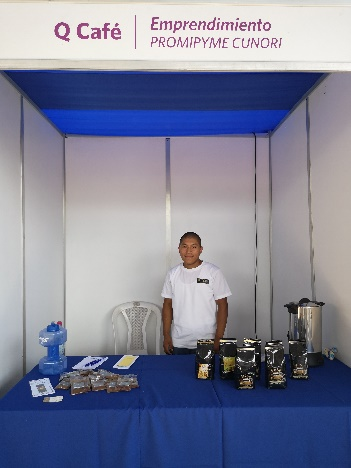 Q Café
Emprendimiento
PROMIPYME CUNORI